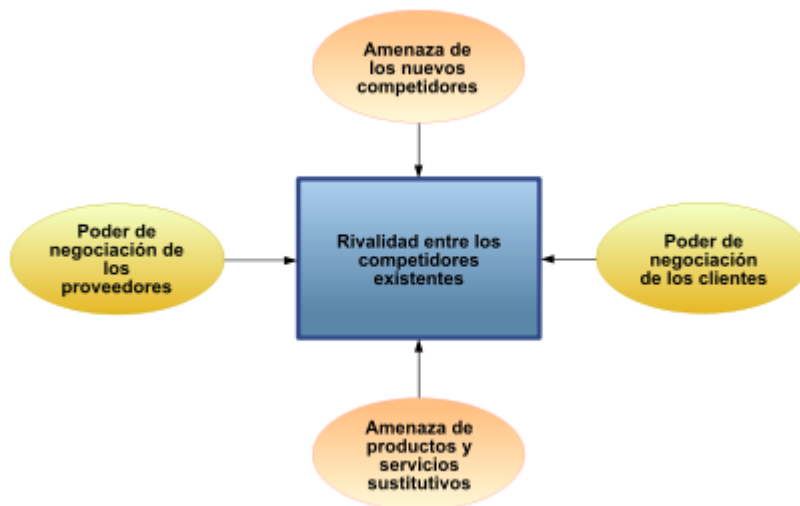 Amenaza de
los nuevos
competidores
Poder de
negociación de
los
proveedores
Rivalidad entre los
competidores
existentes
Poder de
negociación
de los clientes
Amenaza de
productos y
servicios
sustitutivos